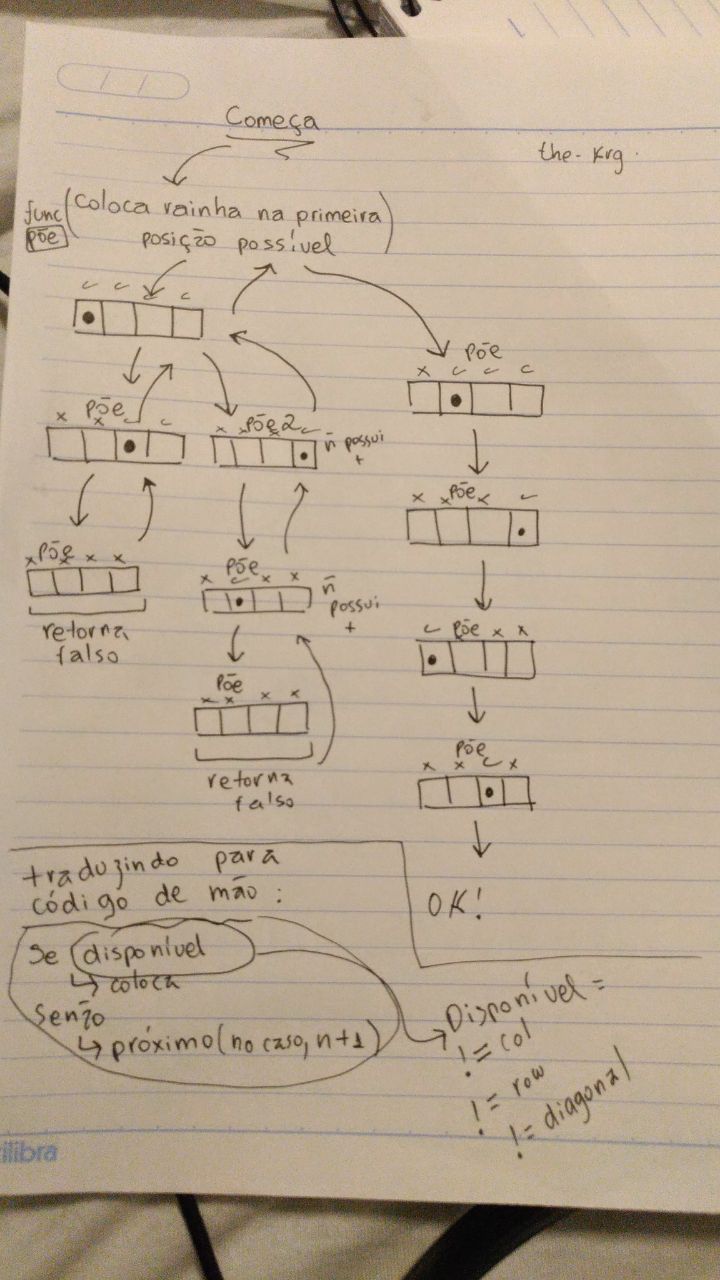 Começa
the-krg.
func (Coloca rainha na primeira
põe posição possível)
✓ ✓ ✓ ✓
Põe
x x ✓ ✓
Põe 2
x x x ✓
ñ possui
+
Põe
x x x x
retorna
falso
Põe
x ✓ x x
ñ
possui
+
Põe
x x x x
retorna
falso
Põe
x ✓ ✓ ✓
Põe
x x x ✓
Põe
✓ x x x
Põe
x x ✓ x
OK!
traduzindo para
código de mão:
Se disponível
↳ coloca
Senão
↳ próximo (no caso, n+1)
Disponível =
!= col
!= row
!= diagonal
ilibra